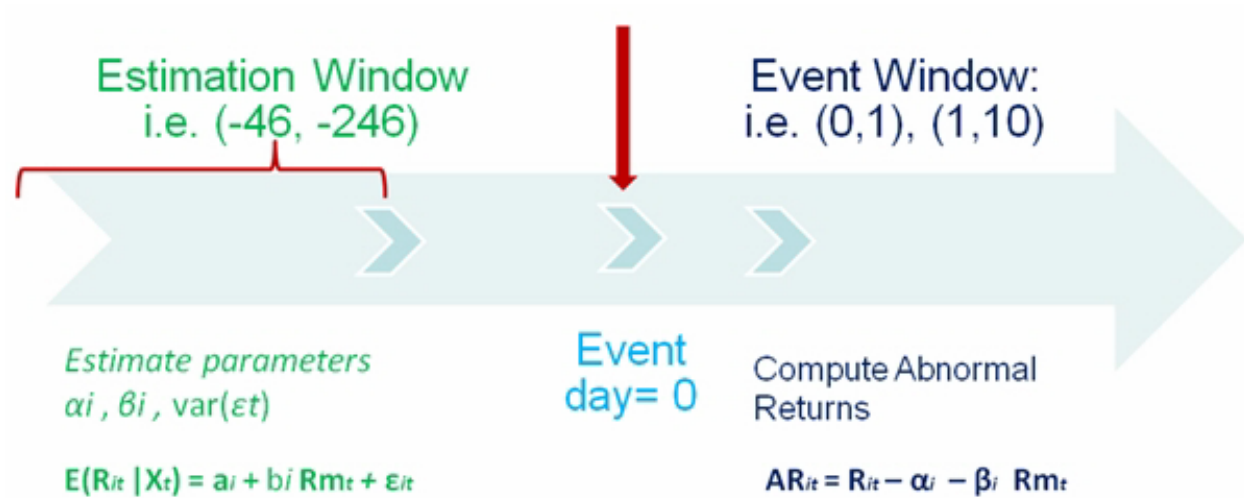 Estimation Window
i.e. (-46, -246)
Event Window:
i.e. (0,1), (1,10)
Estimate parameters
αi , βi , var(εt)
E(Rit |Xt) = ai + bi Rmt + εit
Event
day= 0
Compute Abnormal
Returns
ARit = Rit – αi – βi Rmt